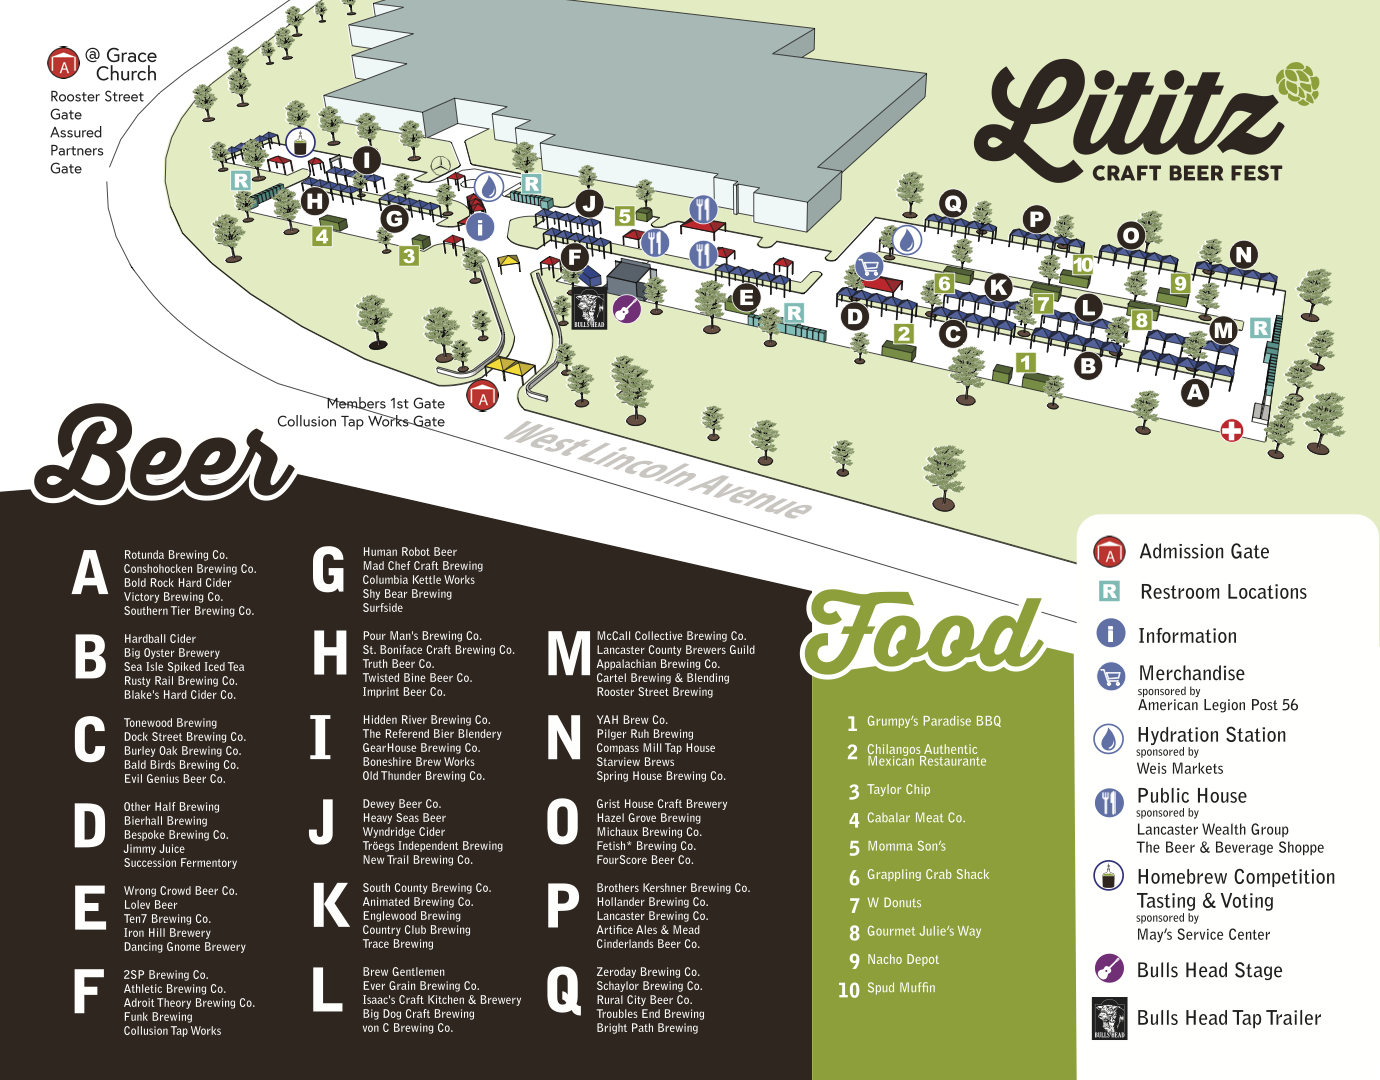 @ Grace
Church
A
Rooster Street
Gate
Assured
Partners
Gate
Lititz
CRAFT BEER FEST
I
R
H
G
4
3
i
R
J
5
F
BULLS HEAD
E
R
Q
P
O
N
10
9
6
K
7
L
8
M
R
D
C
2
B
1
A
A
Members 1st Gate
Collusion Tap Works Gate
West Lincoln Avenue
Beer
A
Rotunda Brewing Co.
Conshohocken Brewing Co.
Bold Rock Hard Cider
Victory Brewing Co.
Southern Tier Brewing Co.
B
Hardball Cider
Big Oyster Brewery
Sea Isle Spiked Iced Tea
Rusty Rail Brewing Co.
Blake's Hard Cider Co.
C
Tonewood Brewing
Dock Street Brewing Co.
Burley Oak Brewing Co.
Bald Birds Brewing Co.
Evil Genius Beer Co.
D
Other Half Brewing
Bierhall Brewing
Bespoke Brewing Co.
Jimmy Juice
Succession Fermentory
E
Wrong Crowd Beer Co.
Lolev Beer
Ten7 Brewing Co.
Iron Hill Brewery
Dancing Gnome Brewery
F
2SP Brewing Co.
Athletic Brewing Co.
Adroit Theory Brewing Co.
Funk Brewing
Collusion Tap Works
G
Human Robot Beer
Mad Chef Craft Brewing
Columbia Kettle Works
Shy Bear Brewing
Surfside
H
Pour Man's Brewing Co.
St. Boniface Craft Brewing Co.
Truth Beer Co.
Twisted Bine Beer Co.
Imprint Beer Co.
I
Hidden River Brewing Co.
The Referend Bier Blendery
GearHouse Brewing Co.
Boneshire Brew Works
Old Thunder Brewing Co.
J
Dewey Beer Co.
Heavy Seas Beer
Wyndridge Cider
Tröegs Independent Brewing
New Trail Brewing Co.
K
South County Brewing Co.
Animated Brewing Co.
Englewood Brewing
Country Club Brewing
Trace Brewing
L
Brew Gentlemen
Ever Grain Brewing Co.
Isaac's Craft Kitchen & Brewery
Big Dog Craft Brewing
von C Brewing Co.
M
McCall Collective Brewing Co.
Lancaster County Brewers Guild
Appalachian Brewing Co.
Cartel Brewing & Blending
Rooster Street Brewing
N
YAH Brew Co.
Pilger Ruh Brewing
Compass Mill Tap House
Starview Brews
Spring House Brewing Co.
O
Grist House Craft Brewery
Hazel Grove Brewing
Michaux Brewing Co.
Fetish* Brewing Co.
FourScore Beer Co.
P
Brothers Kershner Brewing Co.
Hollander Brewing Co.
Lancaster Brewing Co.
Artifice Ales & Mead
Cinderlands Beer Co.
Q
Zeroday Brewing Co.
Schaylor Brewing Co.
Rural City Beer Co.
Troubles End Brewing
Bright Path Brewing
Food
1 Grumpy's Paradise BBQ
2 Chilangos Authentic
Mexican Restaurante
3 Taylor Chip
4 Cabalar Meat Co.
5 Momma Son's
6 Grappling Crab Shack
7 W Donuts
8 Gourmet Julie's Way
9 Nacho Depot
10 Spud Muffin
A Admission Gate
R Restroom Locations
i Information
Merchandise
sponsored by
American Legion Post 56
Hydration Station
sponsored by
Weis Markets
Public House
sponsored by
Lancaster Wealth Group
The Beer & Beverage Shoppe
Homebrew Competition
Tasting & Voting
sponsored by
May's Service Center
Bulls Head Stage
BULLS HEAD
Bulls Head Tap Trailer